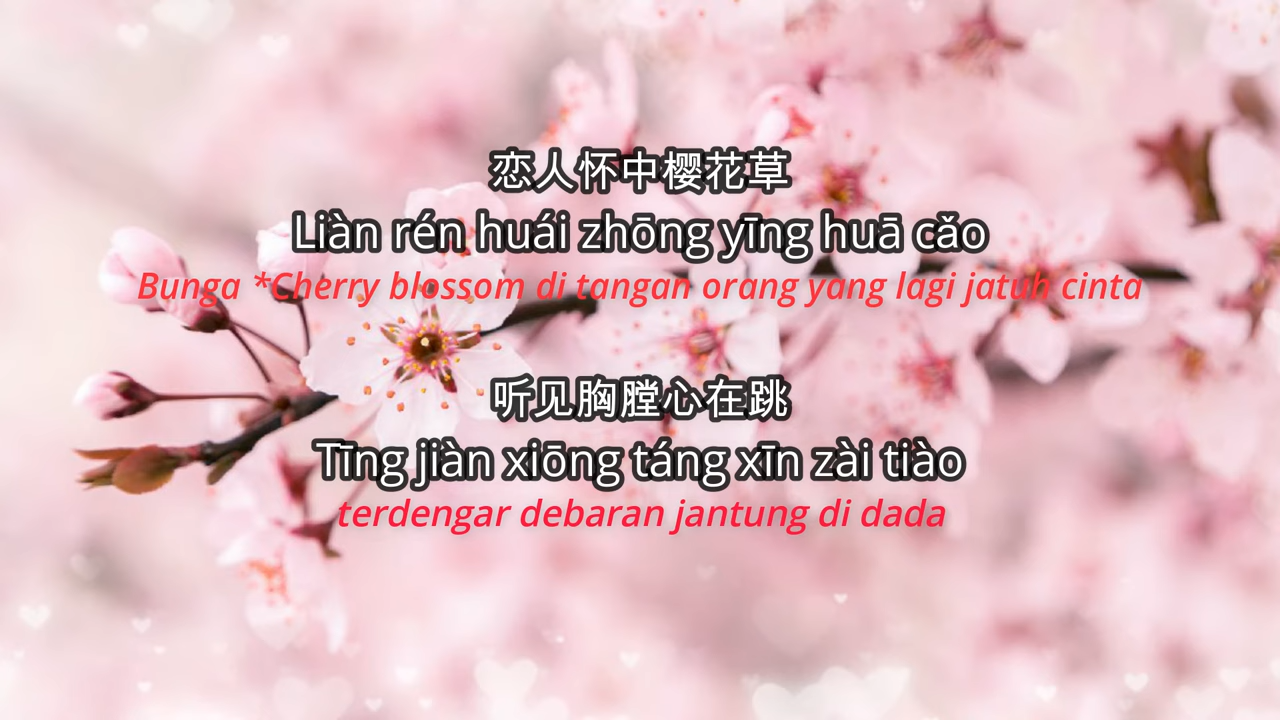 恋人怀中樱花草
Liàn rén huái zhōng yīng huā cǎo
Bunga *Cherry blossom di tangan orang yang lagi jatuh cinta
听见胸膛心在跳
Tīng jiàn xiōng táng xīn zài tiào
terdengar debaran jantung di dada